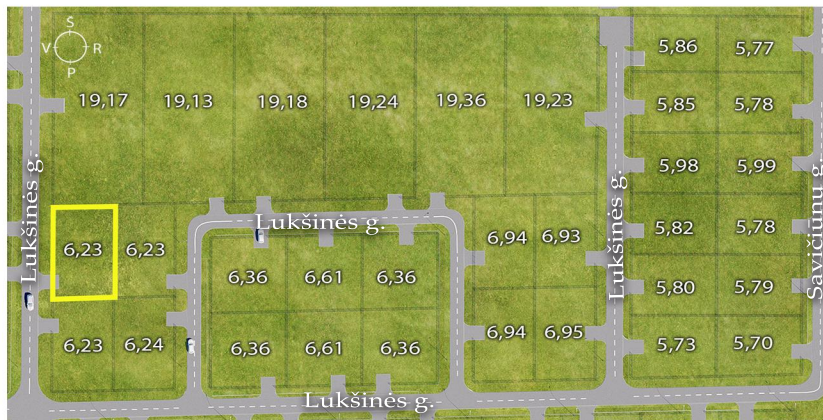 Š
V R
P
19,17 19,13 19,18 19,24 19,36 19,23
5,86 5,77
5,85 5,78
5,98 5,99
5,82 5,78
5,80 5,79
5,73 5,70
Lukšinės g.
6,23 6,23
6,23 6,24
Lukšinės g.
6,36 6,61 6,36
6,36 6,61 6,36
6,94 6,93
6,94 6,95
Lukšinės g.
Savičiūnų g.
Lukšinės g.